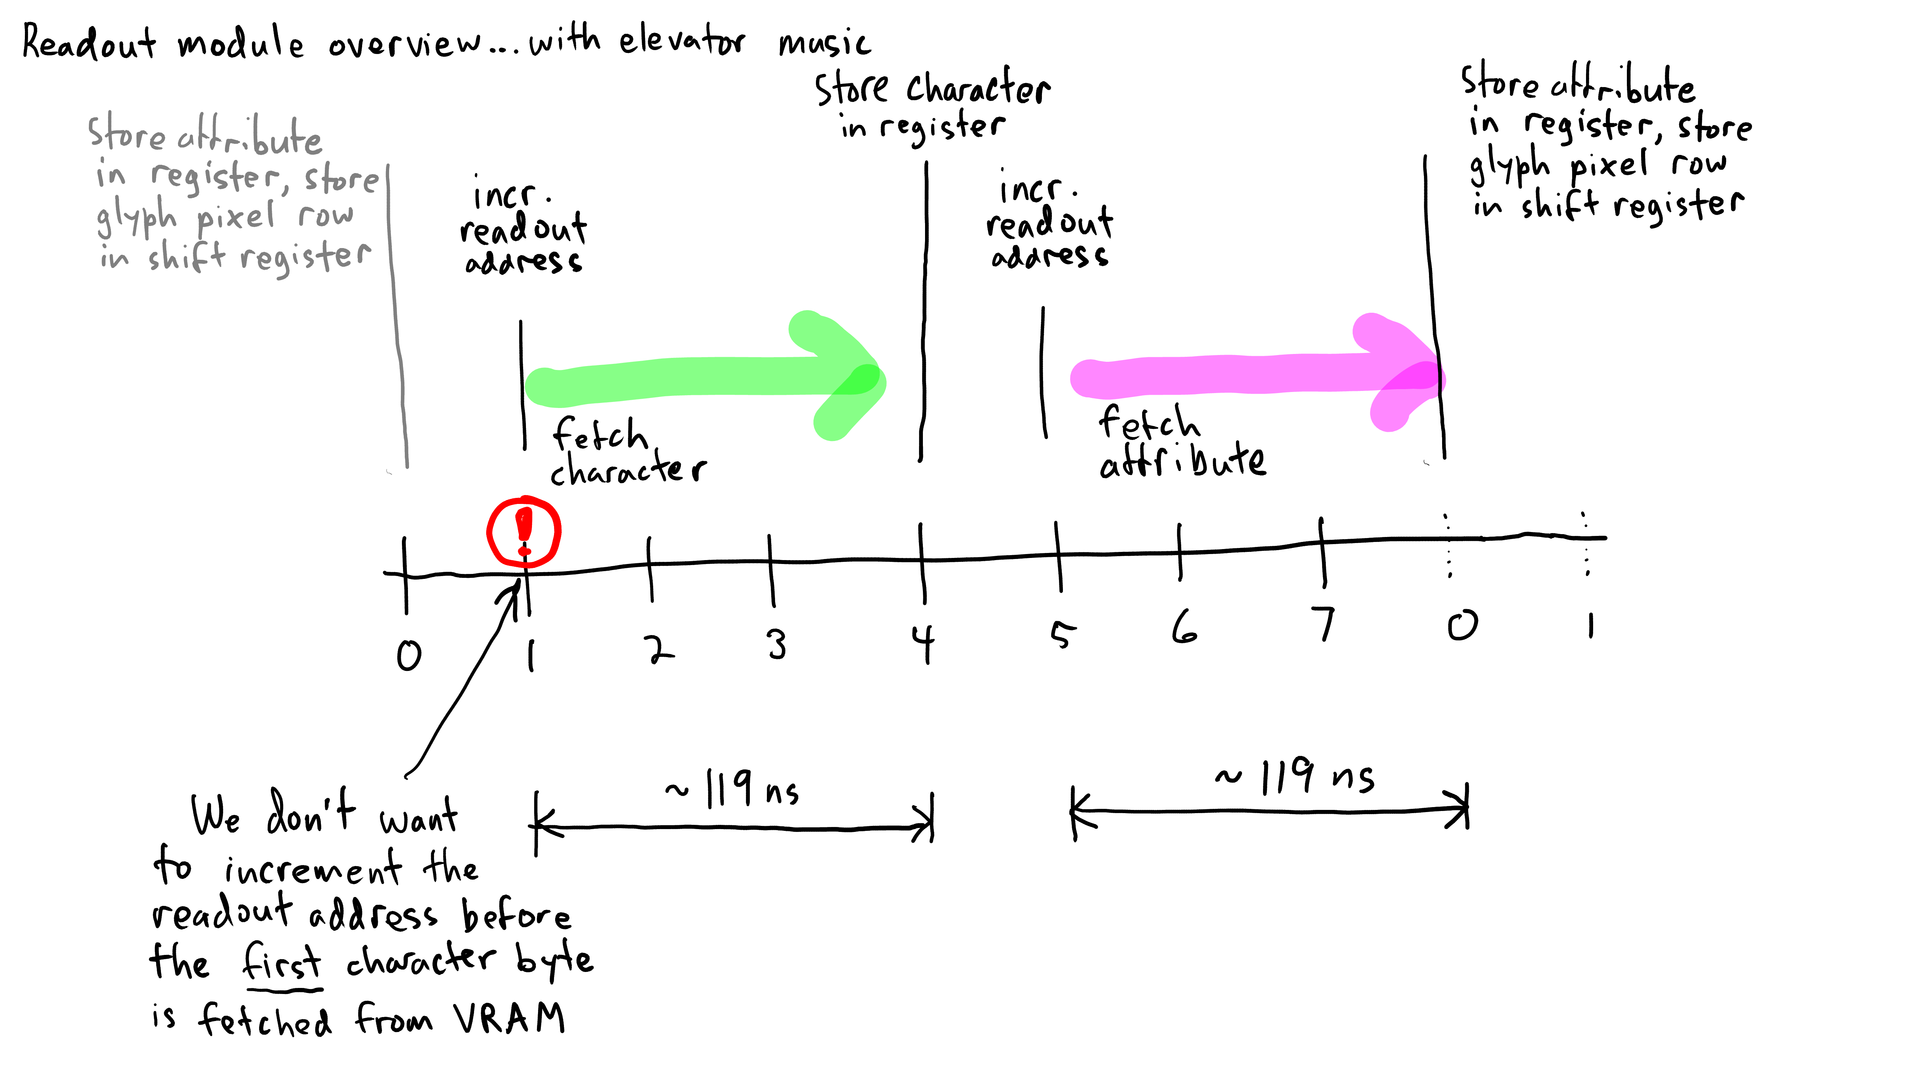 Readout module overview... with elevator music
Store attribute
in register, store
glyph pixel row
in shift register
incr.
readout
address
Store character
in register
incr.
readout
address
Store attribute
in register, store
glyph pixel row
in shift register
fetch
character
fetch
attribute
!
0 1 2 3 4 5 6 7 0 1
~119 ns
~119 ns
We don't want
to increment the
readout address before
the first character byte
is fetched from VRAM